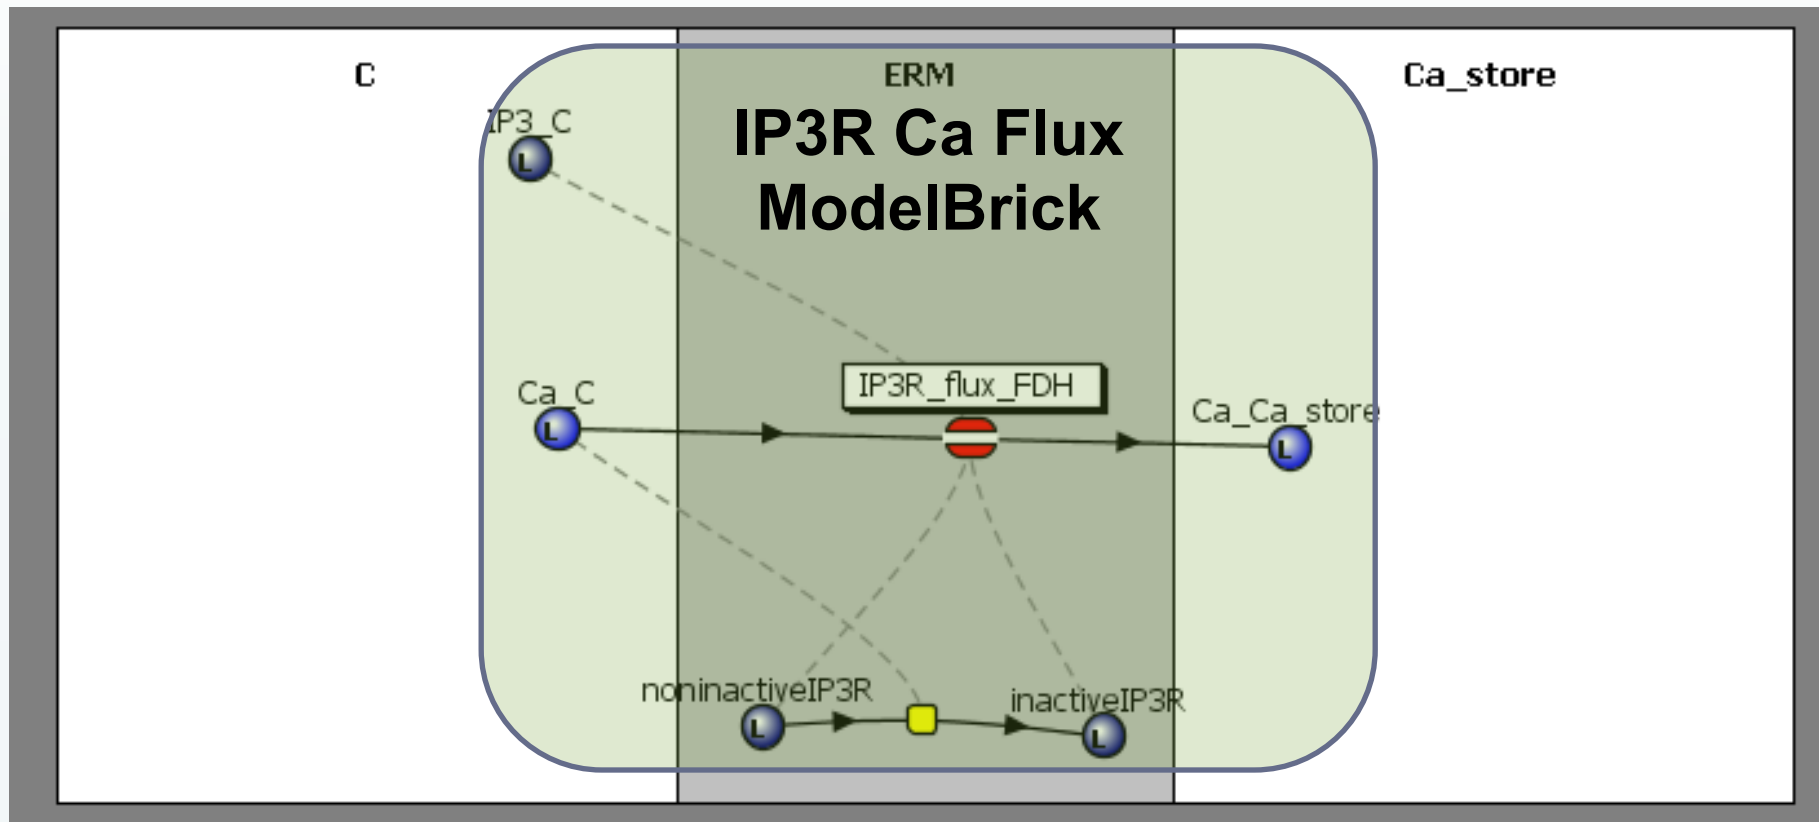 C
ERM
Ca_store
IP3R Ca Flux
ModelBrick
IP3_C
IP3R_flux_FDH
Ca_C
Ca_Ca_store
noninactiveIP3R
inactiveIP3R
L
L
L
L
L